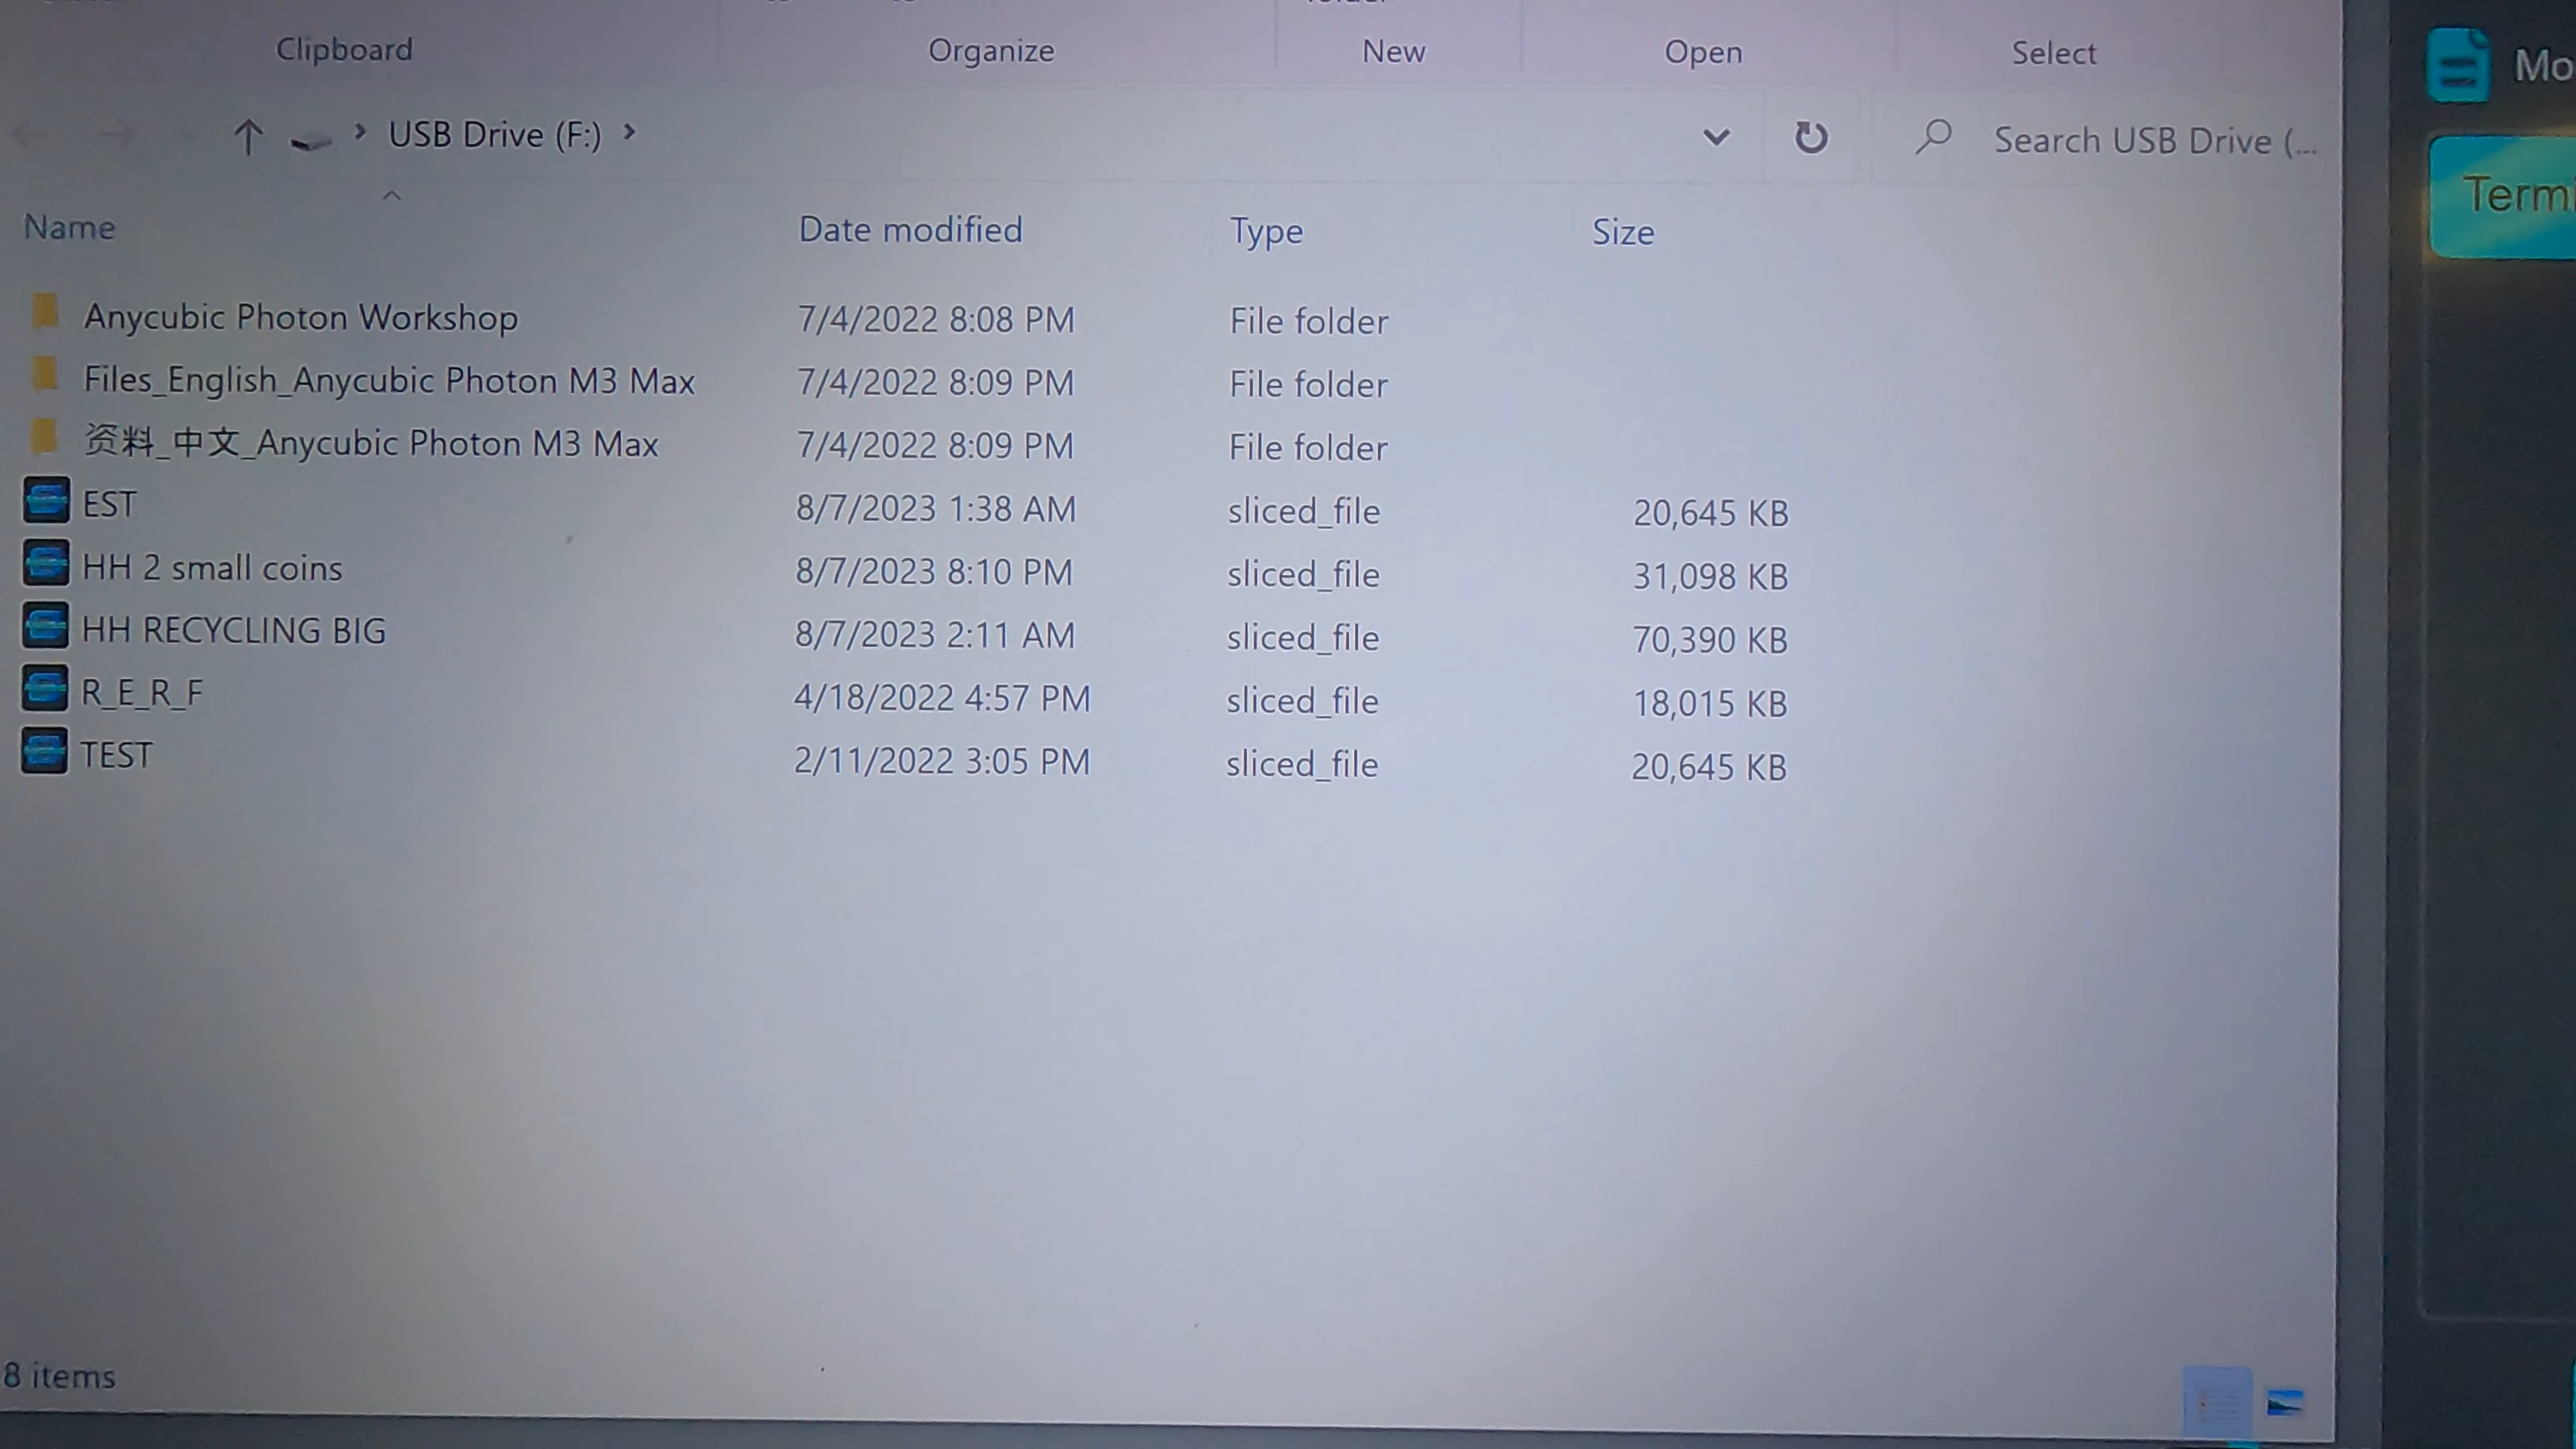 Clipboard Organize New Open Select
Mo
USB Drive (F:) Search USB Drive (...
Termi
Name Date modified Type Size
Anycubic Photon Workshop 7/4/2022 8:08 PM File folder
Files_English_Anycubic Photon M3 Max 7/4/2022 8:09 PM File folder
资料_中文_Anycubic Photon M3 Max 7/4/2022 8:09 PM File folder
EST 8/7/2023 1:38 AM sliced_file 20,645 KB
HH 2 small coins 8/7/2023 8:10 PM sliced_file 31,098 KB
HH RECYCLING BIG 8/7/2023 2:11 AM sliced_file 70,390 KB
R_E_R_F 4/18/2022 4:57 PM sliced_file 18,015 KB
TEST 2/11/2022 3:05 PM sliced_file 20,645 KB
8 items